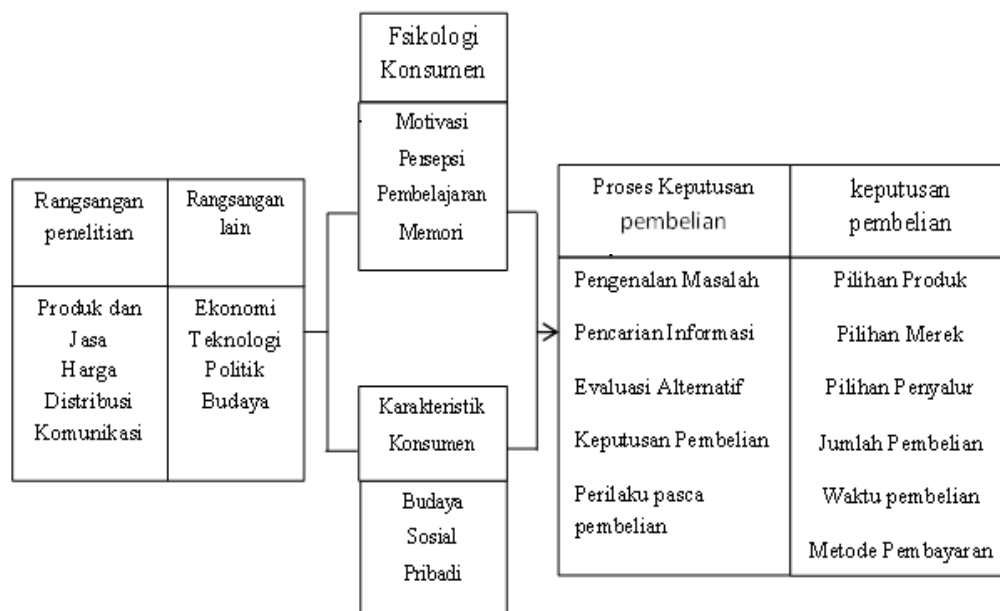 Rangsangan
penelitian
Produk dan
Jasa
Harga
Distribusi
Komunikasi
Rangsangan
lain
Ekonomi
Teknologi
Politik
Budaya
Fsikologi
Konsumen
Motivasi
Persepsi
Pembelajaran
Memori
Karakteristik
Konsumen
Budaya
Sosial
Pribadi
Proses Keputusan
pembelian
Pengenalan Masalah
Pencarian Informasi
Evaluasi Alternatif
Keputusan Pembelian
Perilaku pasca
pembelian
keputusan
pembelian
Pilihan Produk
Pilihan Merek
Pilihan Penyalur
Jumlah Pembelian
Waktu pembelian
Metode Pembayaran